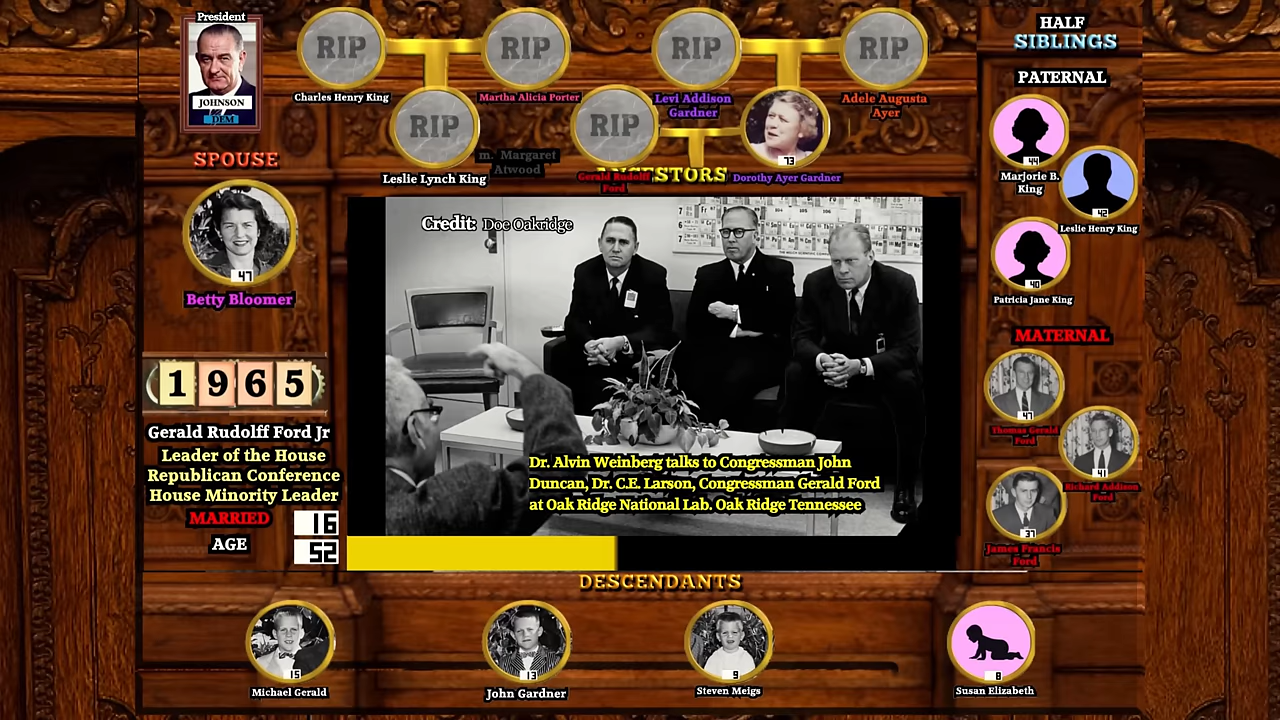 President
JOHNSON
DEM
RIP
RIP
RIP
RIP
Charles Henry King
Martha Alicia Porter
Levi Addison
Gardner
Adele Augusta
Ayer
RIP
RIP
73
Leslie Lynch King
m. Margaret
Atwood
Gerald Rudolff
Ford
Dorothy Ayer Gardner
ANCESTORS
HALF
SIBLINGS
PATERNAL
44
Marjorie B.
King
42
Leslie Henry King
40
Patricia Jane King
MATERNAL
47
Thomas Gerald
Ford
41
Richard Addison
Ford
37
James Francis
Ford
SPOUSE
47
Betty Bloomer
1965
Gerald Rudolff Ford Jr
Leader of the House
Republican Conference
House Minority Leader
MARRIED 16
AGE 52
Credit: Doe Oakridge
Dr. Alvin Weinberg talks to Congressman John
Duncan, Dr. C.E. Larson, Congressman Gerald Ford
at Oak Ridge National Lab. Oak Ridge Tennessee
DESCENDANTS
15
Michael Gerald
13
John Gardner
9
Steven Meigs
8
Susan Elizabeth